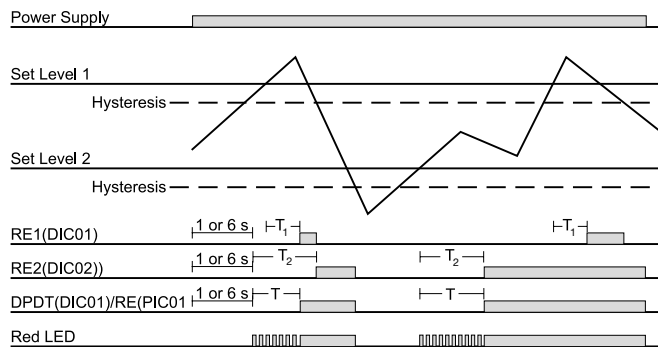 Power Supply
Set Level 1
Hysteresis
Set Level 2
Hysteresis
RE1(DIC01) 1 or 6 s T1 T1
RE2(DIC02)) 1 or 6 s T2 T2
DPDT(DIC01)/RE(PIC01 1 or 6 s T T
Red LED